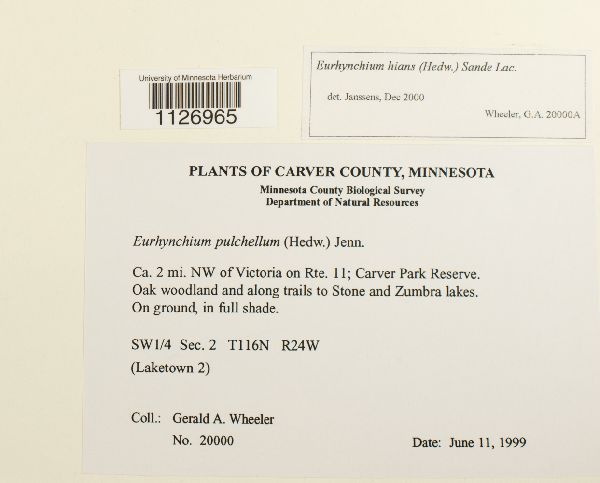 Eurhynchium hians (Hedw.) Sande Lac.
det. Janssens, Dec 2000
Wheeler, G.A. 20000A
University of Minnesota Herbarium
1126965
PLANTS OF CARVER COUNTY, MINNESOTA
Minnesota County Biological Survey
Department of Natural Resources
Eurhynchium pulchellum (Hedw.) Jenn.
Ca. 2 mi. NW of Victoria on Rte. 11; Carver Park Reserve.
Oak woodland and along trails to Stone and Zumbra lakes.
On ground, in full shade.
SW1/4 Sec. 2 T116N R24W
(Laketown 2)
Coll.: Gerald A. Wheeler
No. 20000
Date: June 11, 1999